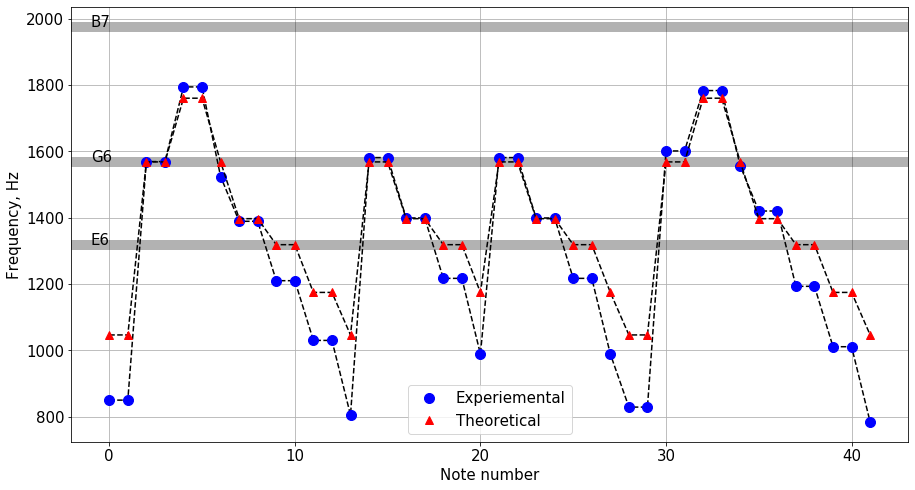 Frequency, Hz
2000
1800
1600
1400
1200
1000
800
B7
G6
E6
Experiemental
Theoretical
0
10
20
30
40
Note number